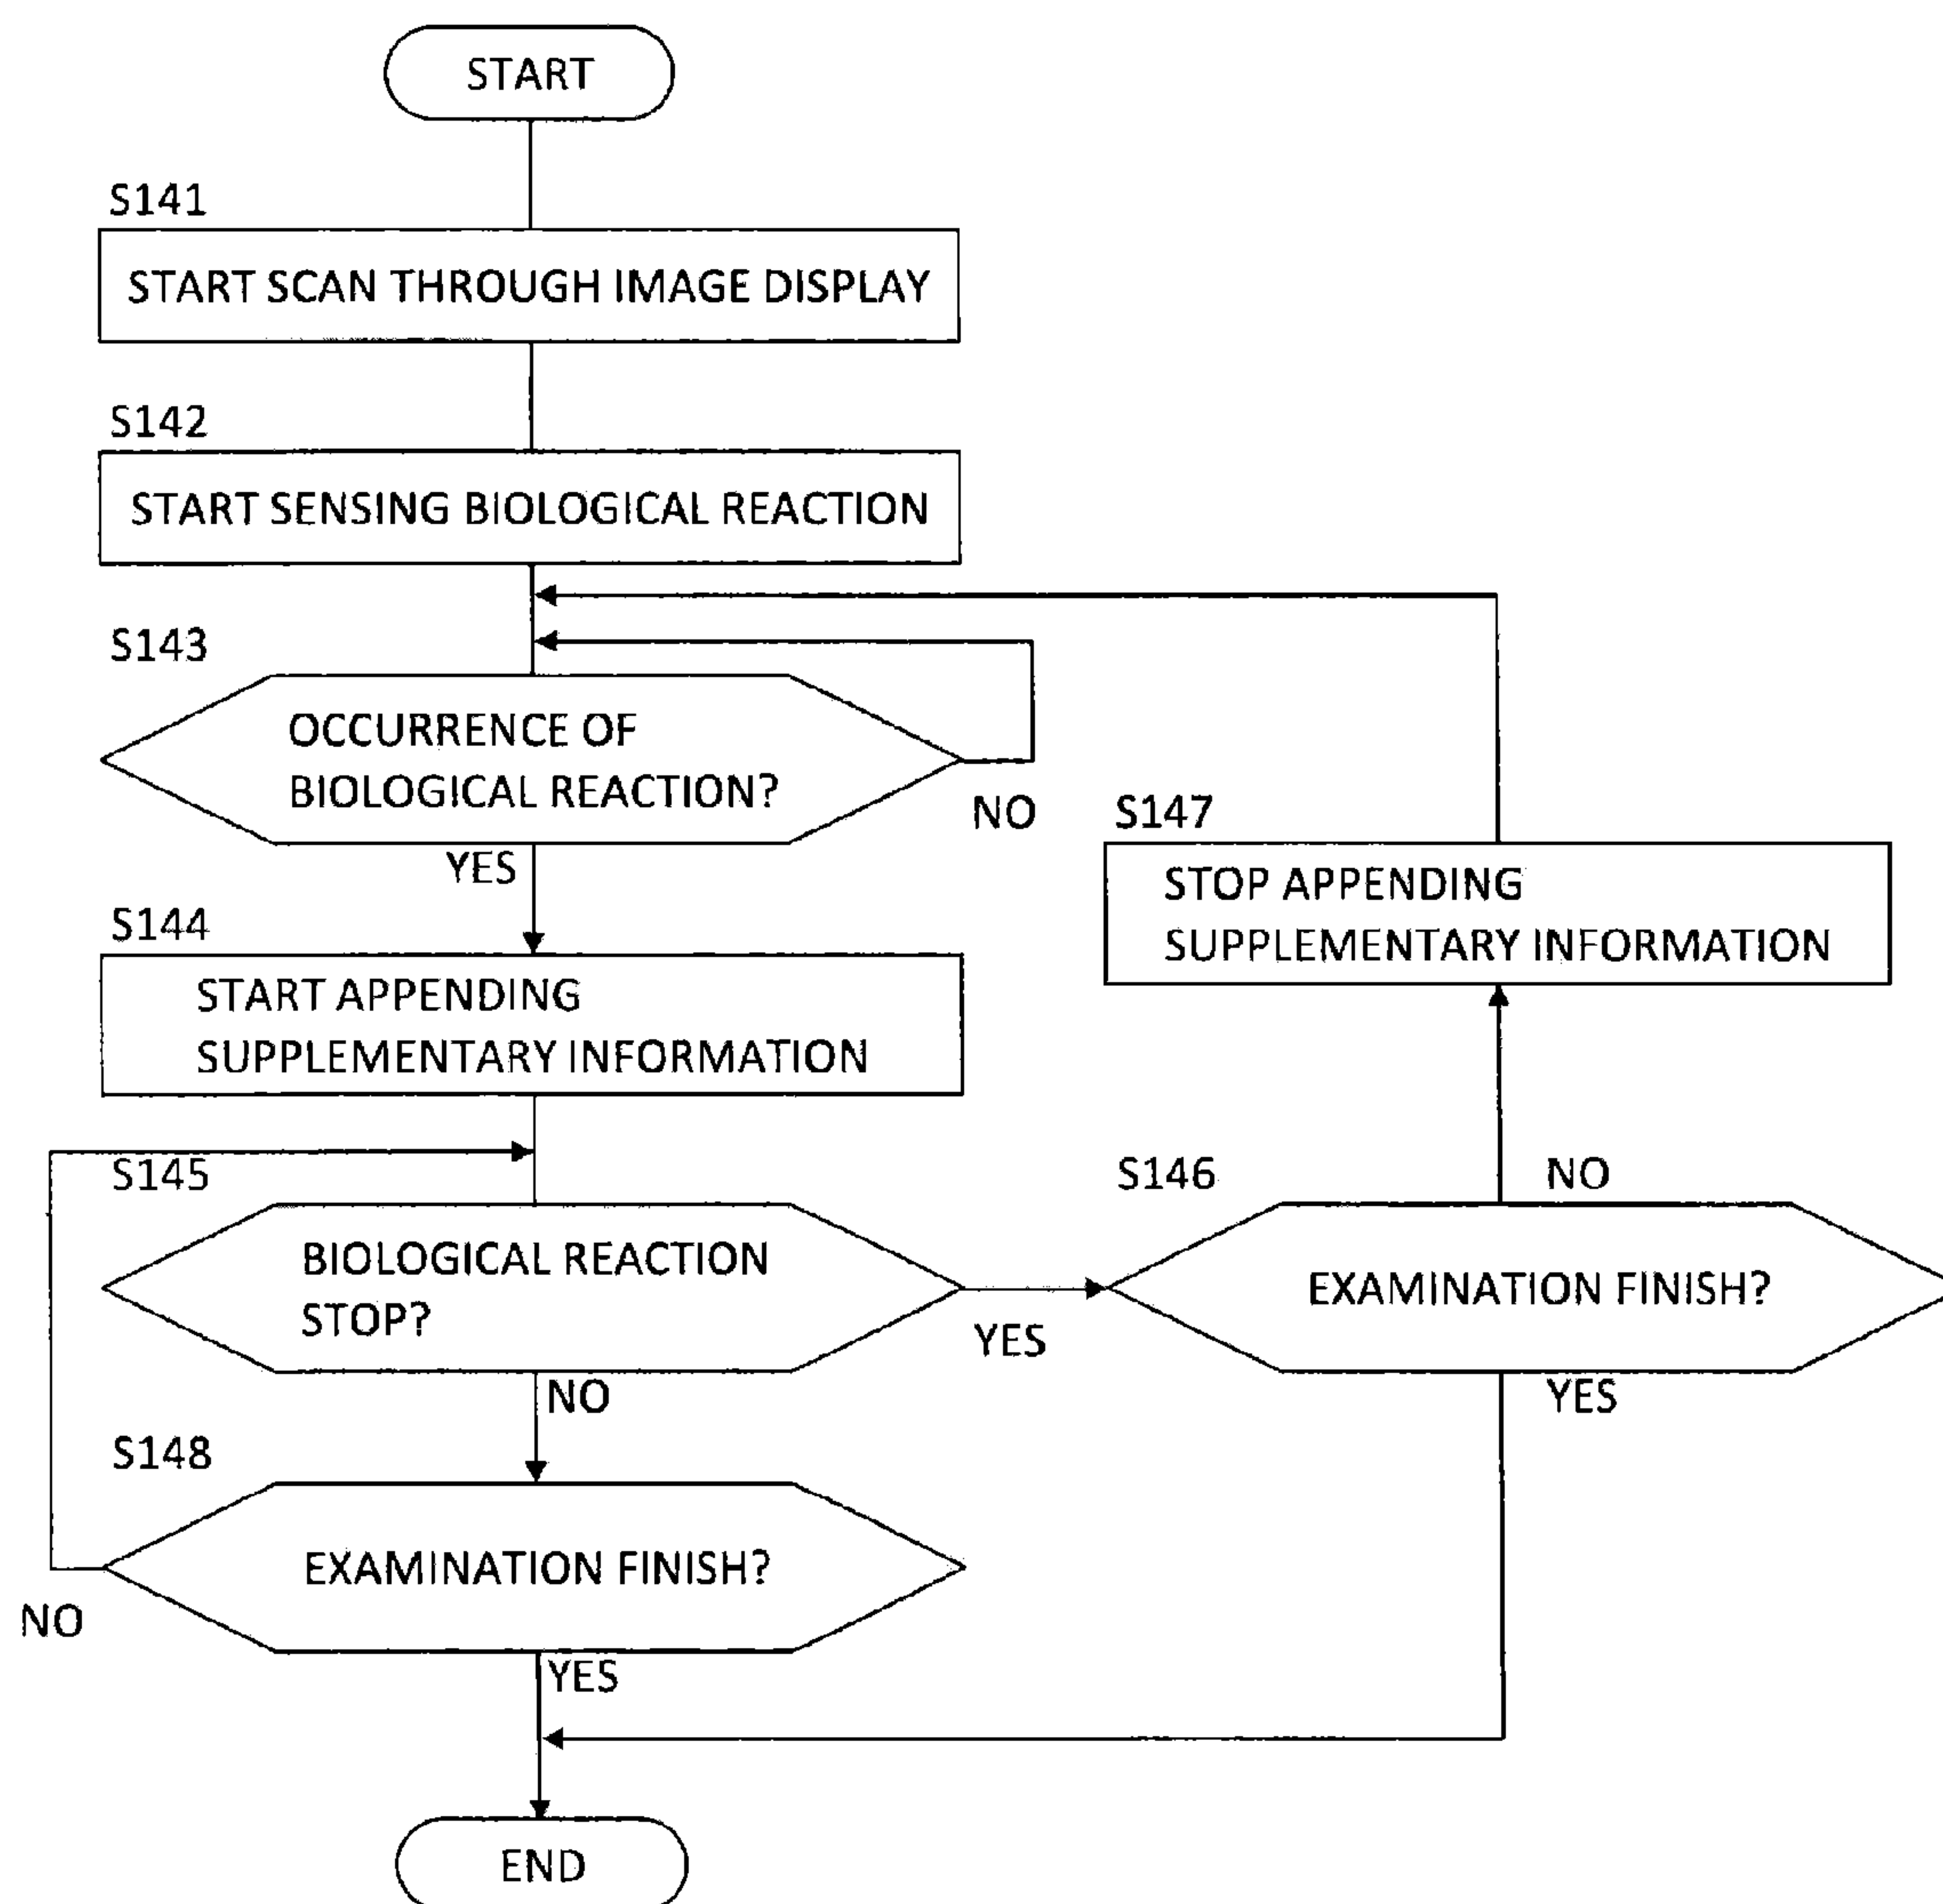 START
S141
START SCAN THROUGH IMAGE DISPLAY
S142
START SENSING BIOLOGICAL REACTION
S143
OCCURRENCE OF
BIOLOGICAL REACTION?
NO
YES
S144
START APPENDING
SUPPLEMENTARY INFORMATION
S145
BIOLOGICAL REACTION
STOP?
YES
NO
S146
EXAMINATION FINISH?
NO
YES
S147
STOP APPENDING
SUPPLEMENTARY INFORMATION
S148
EXAMINATION FINISH?
NO
YES
END